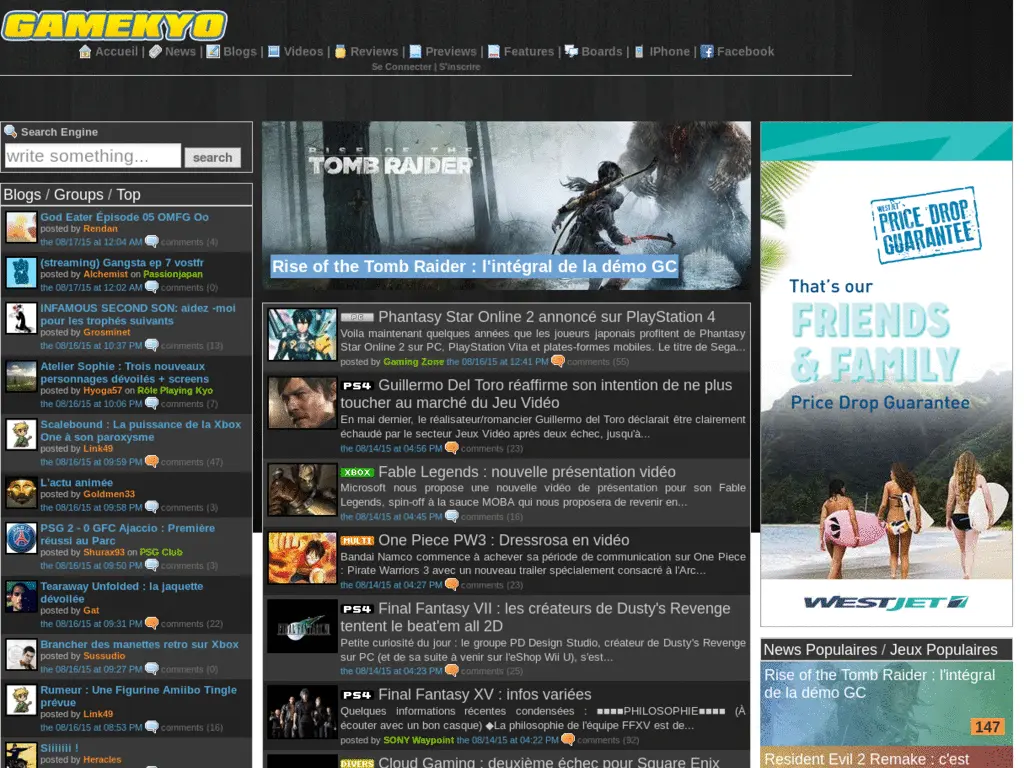 GAMEKYO
Accueil | News | Blogs | Videos | Reviews | Previews | Features | Boards | IPhone | Facebook
Se Connecter | S'inscrire
Search Engine
write something...
search
Blogs / Groups / Top
God Eater Épisode 05 OMFG Oo
posted by Rendan
the 08/17/15 at 12:04 AM comments (4)
(streaming) Gangsta ep 7 vostfr
posted by Alchemist on Passionjapan
the 08/17/15 at 12:02 AM comments (0)
INFAMOUS SECOND SON: aidez -moi
pour les trophés suivants
posted by Grosminet
the 08/16/15 at 10:37 PM comments (13)
Atelier Sophie : Trois nouveaux
personnages dévoilés + screens
posted by Hyoga57 on Rôle Playing Kyo
the 08/16/15 at 10:06 PM comments (7)
Scalebound : La puissance de la Xbox
One à son paroxysme
posted by Link49
the 08/16/15 at 09:59 PM comments (47)
L'actu animée
posted by Goldmen33
the 08/16/15 at 09:58 PM comments (3)
PSG 2 - 0 GFC Ajaccio : Première
réussi au Parc
posted by Shurax93 on PSG Club
the 08/16/15 at 09:50 PM comments (3)
Tearaway Unfolded : la jaquette
dévoilée
posted by Gat
the 08/16/15 at 09:31 PM comments (22)
Brancher des manettes retro sur Xbox
posted by Sussudio
the 08/16/15 at 09:27 PM comments (0)
Rumeur : Une Figurine Amiibo Tingle
prévue
posted by Link49
the 08/16/15 at 08:53 PM comments (16)
Siiiiiii !
posted by Heracles
RISE OF THE
TOMB RAIDER
Rise of the Tomb Raider : l'intégral de la démo GC
Phantasy Star Online 2 annoncé sur PlayStation 4
Voila maintenant quelques années que les joueurs japonais profitent de Phantasy
Star Online 2 sur PC, PlayStation Vita et plates-formes mobiles. Le titre de Sega...
posted by Gaming Zone the 08/16/15 at 12:41 PM comments (55)
PS4 Guillermo Del Toro réaffirme son intention de ne plus
toucher au marché du Jeu Vidéo
En mai dernier, le réalisateur/romancier Guillermo del Toro déclarait être clairement
échaudé par le secteur Jeux Vidéo après deux échec, jusqu'à...
the 08/14/15 at 04:56 PM comments (23)
XBOX Fable Legends : nouvelle présentation vidéo
Microsoft nous propose une nouvelle vidéo de présentation pour son Fable
Legends, spin-off à la sauce MOBA qui nous proposera de revenir en...
the 08/14/15 at 04:45 PM comments (16)
MULTI One Piece PW3 : Dressrosa en vidéo
Bandai Namco commence à achever sa période de communication sur One Piece
: Pirate Warriors 3 avec un nouveau trailer spécialement consacré à l'Arc...
the 08/14/15 at 04:27 PM comments (23)
PS4 Final Fantasy VII : les créateurs de Dusty's Revenge
tentent le beat'em all 2D
Petite curiosité du jour : le groupe PD Design Studio, créateur de Dusty's Revenge
sur PC (et de sa suite à venir sur l'eShop Wii U), s'est...
the 08/14/15 at 04:23 PM comments (25)
PS4 Final Fantasy XV : infos variées
Quelques informations récentes condensées : ■■■■PHILOSOPHIE■■■■ (À
écouter avec un bon casque) ◆La philosophie de l'équipe FFXV est de...
posted by SONY Waypoint the 08/14/15 at 04:22 PM comments (92)
DIVERS Cloud Gaming : deuxième échec pour Square Enix
WESTJET
PRICE DROP
GUARANTEE
That's our
FRIENDS
& FAMILY
Price Drop Guarantee
WESTJET
News Populaires / Jeux Populaires
Rise of the Tomb Raider : l'intégral
de la démo GC
147
Resident Evil 2 Remake : c'est